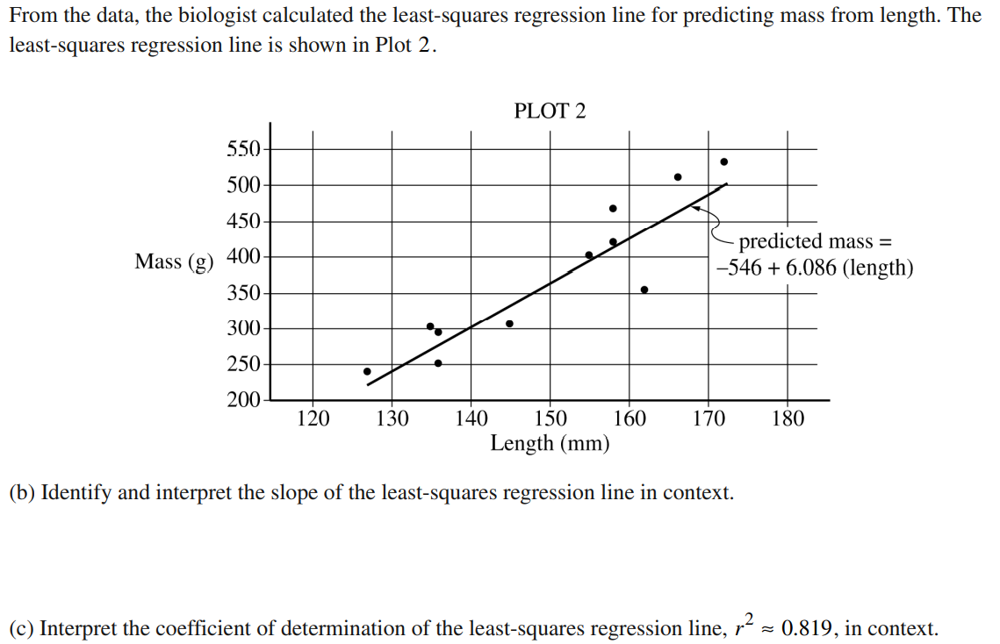 From the data, the biologist calculated the least-squares regression line for predicting mass from length. The
least-squares regression line is shown in Plot 2.
PLOT 2
550
500
450
400
350
300
250
200
Mass (g)
predicted mass =
–546 + 6.086 (length)
120 130 140 150 160 170 180
Length (mm)
(b) Identify and interpret the slope of the least-squares regression line in context.
(c) Interpret the coefficient of determination of the least-squares regression line, r² ≈ 0.819, in context.